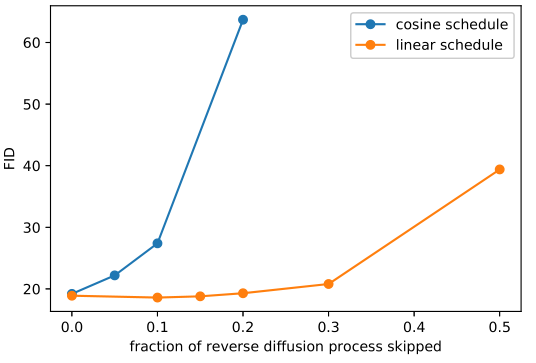 cosine schedule
linear schedule
60
50
40
30
20
FID
0.0 0.1 0.2 0.3 0.4 0.5
fraction of reverse diffusion process skipped